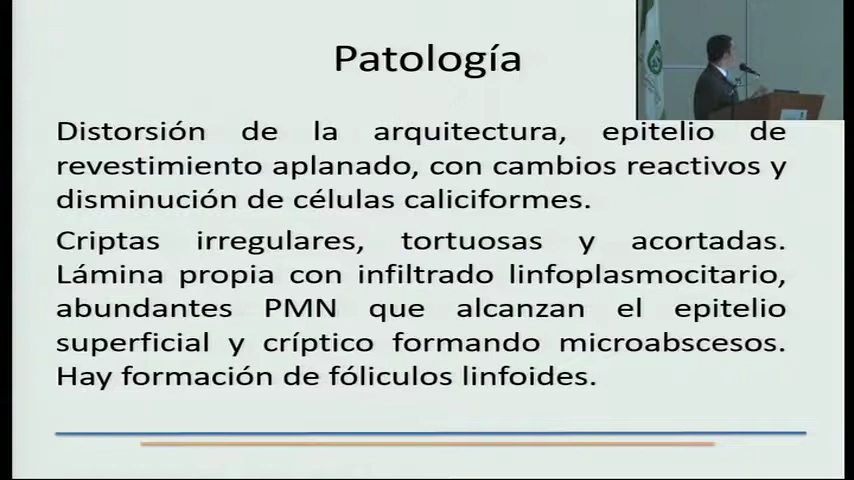 Patología
Distorsión de la arquitectura, epitelio de
revestimiento aplanado, con cambios reactivos y
disminución de células caliciformes.
Criptas irregulares, tortuosas y acortadas.
Lámina propia con infiltrado linfoplasmocitario,
abundantes PMN que alcanzan el epitelio
superficial y críptico formando microabscesos.
Hay formación de fóliculos linfoides.